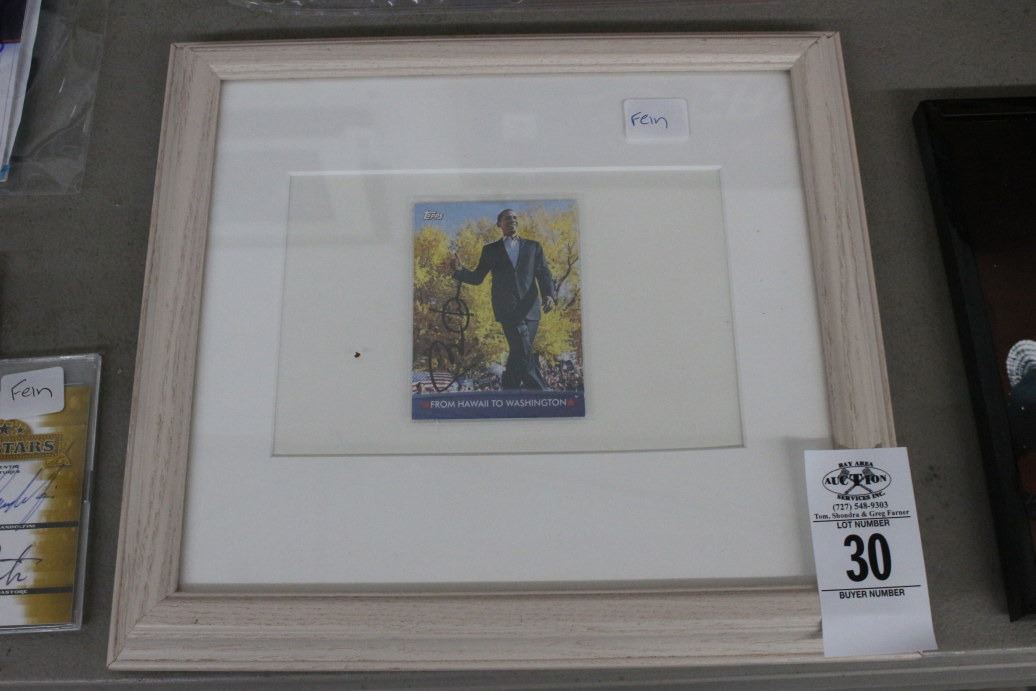 Fein
Topps
FROM HAWAII TO WASHINGTON
Fein
TARS
BAY AREA
AUCTION
SERVICES INC.
(727) 548-9303
Tom, Shondra & Greg Farner
LOT NUMBER
30
BUYER NUMBER